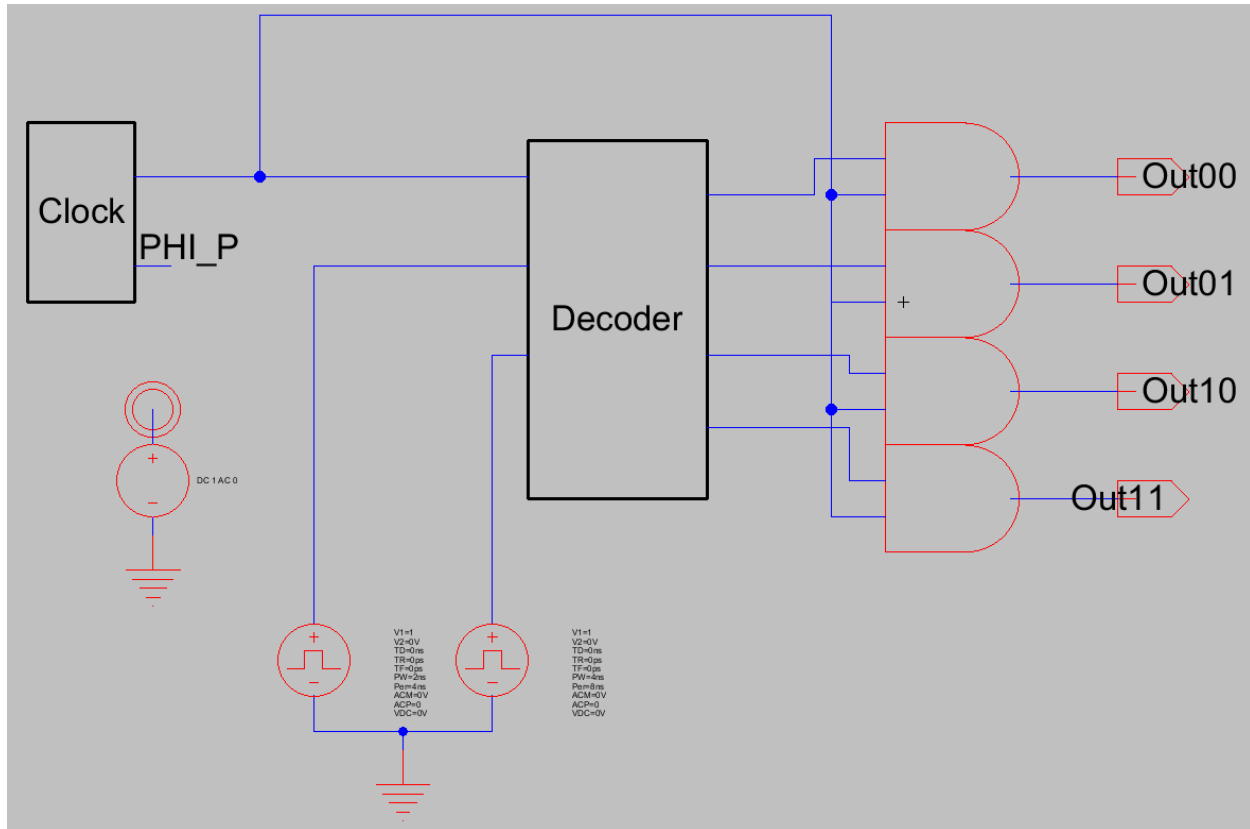 Clock
PHI_P
Decoder
Out00
Out01
Out10
Out11
DC 1 AC 0
V1=1
V2=0V
TD=0ns
TR=0ps
TF=0ps
PW=2ns
Per=4ns
ACM=0V
ACP=0
VDC=0V
V1=1
V2=0V
TD=0ns
TR=0ps
TF=0ps
PW=4ns
Per=8ns
ACM=0V
ACP=0
VDC=0V